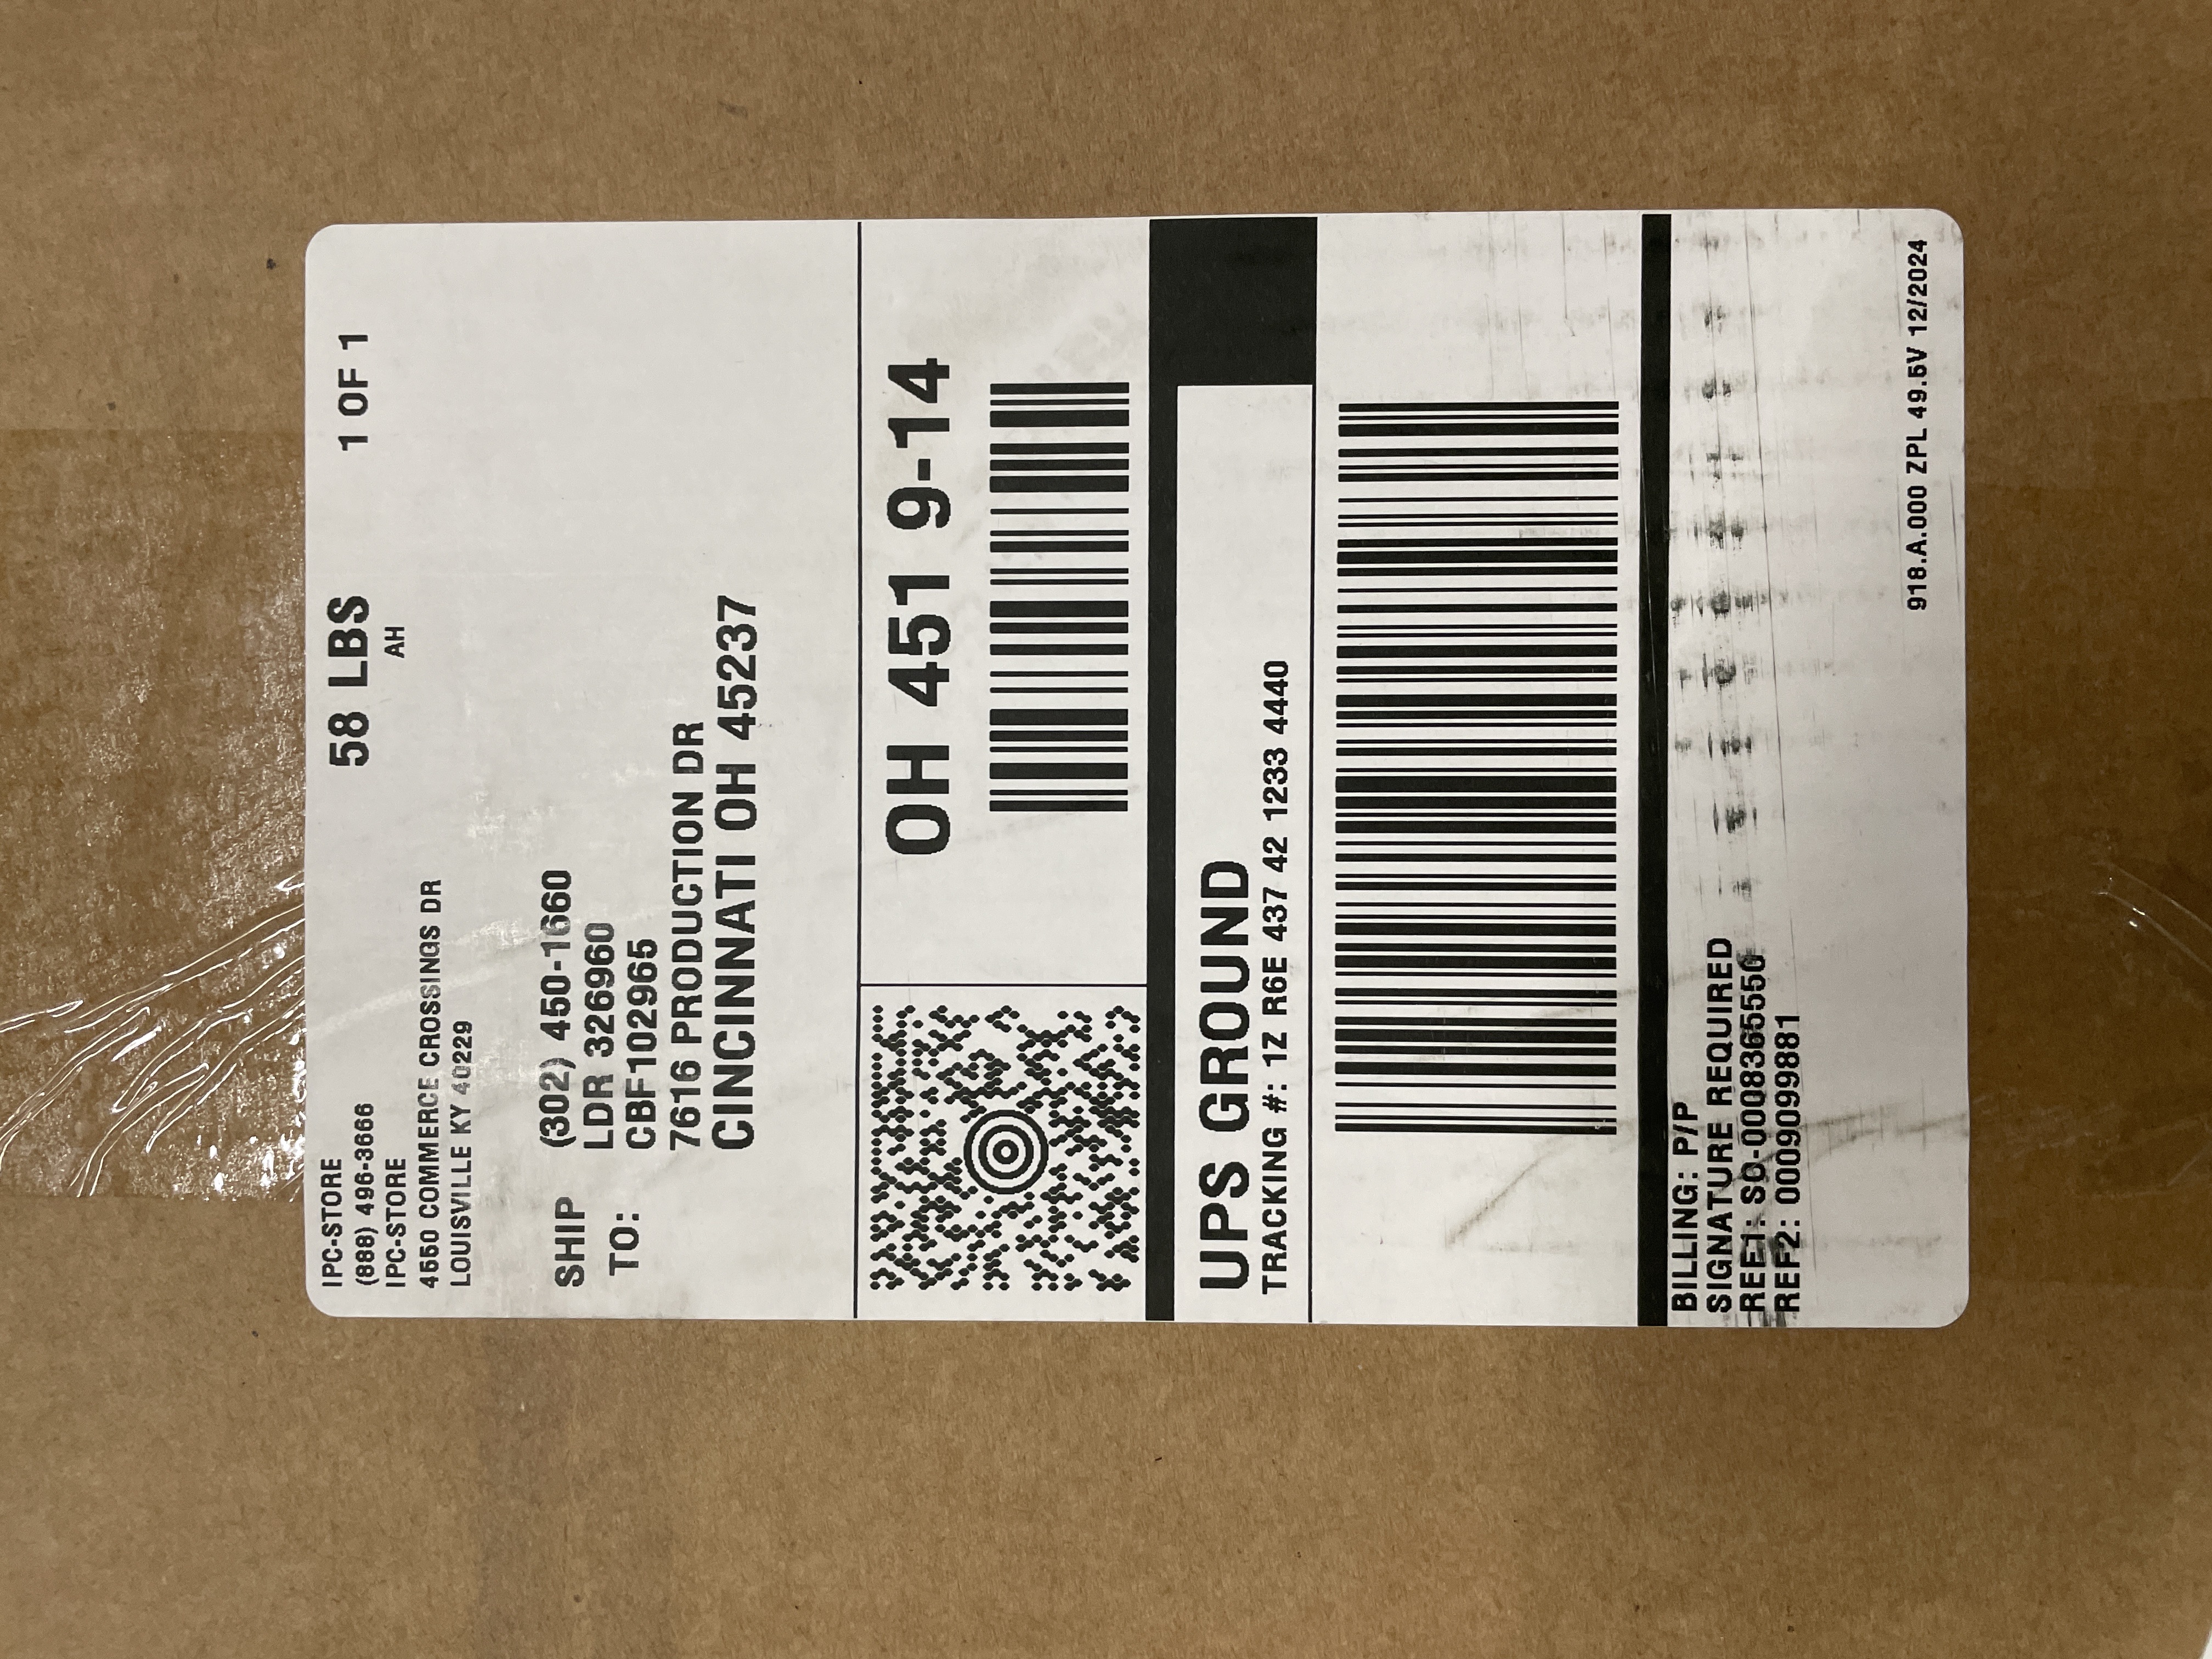 IPC-STORE
(888) 496-3666
IPC-STORE
4550 COMMERCE CROSSINGS DR
LOUISVILLE KY 40229
58 LBS
1 OF 1
AH
SHIP TO:
(302) 450-1660
LDR 326960
CBF102965
7616 PRODUCTION DR
CINCINNATI OH 45237
OH 451 9-14
UPS GROUND
TRACKING #: 1Z R6E 437 42 1233 4440
BILLING: P/P
SIGNATURE REQUIRED
REF1: SO-0008365550
REF2: 0009099881
918.A.000 ZPL 49.5V 12/2024